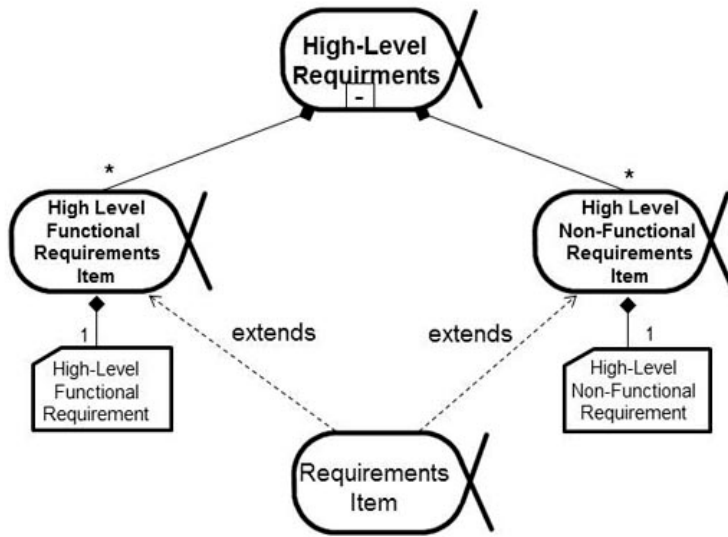 High-Level
Requirments
-
*
*
High Level
Functional
Requirements
Item
High Level
Non-Functional
Requirements
Item
extends
extends
1
1
High-Level
Functional
Requirement
High-Level
Non-Functional
Requirement
Requirements
Item